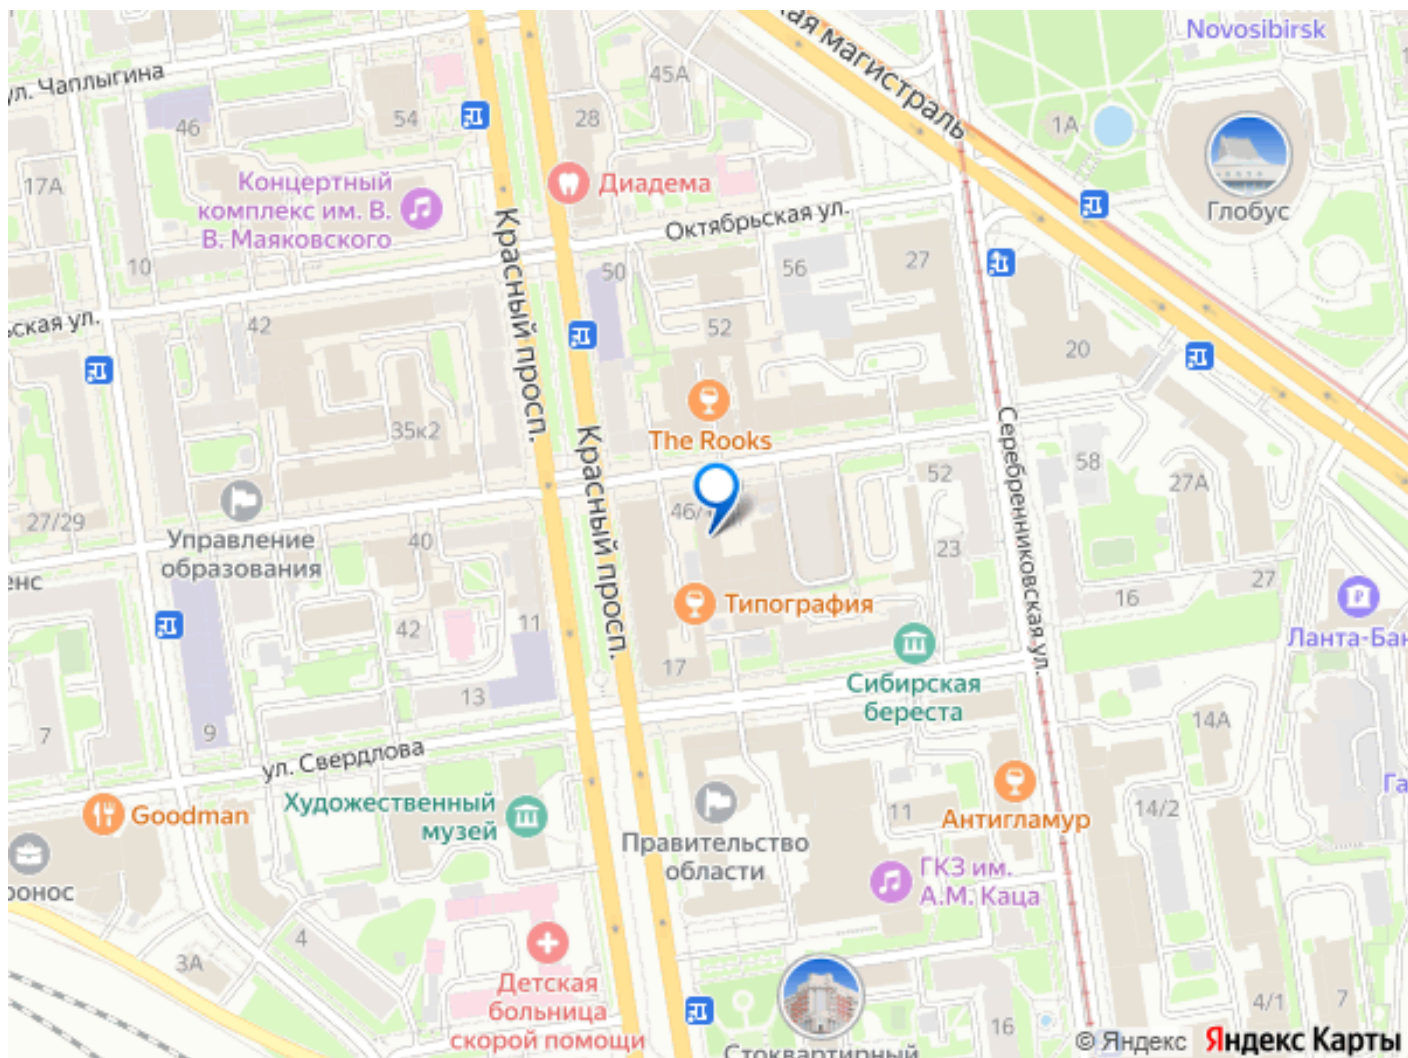 Novosibirsk
ая магистраль
ул. Чаплыгина
45А
46
54
28
1А
17А
Концертный
комплекс им. В.
В. Маяковского
Диадема
Глобус
Октябрьская ул.
Красный просп.
10
50
56
27
ская ул.
42
52
20
35к2
The Rooks
Красный просп.
Серебренниковская ул.
58
52
27А
27/29
Управление
образования
46/
40
23
енс
27
16
Типография
Ланта-Бан
42
11
17
Сибирская
береста
13
7
9
14А
ул. Свердлова
Goodman
Художественный
музей
Правительство
области
11
Антигламур
14/2
Га
ронос
ГКЗ им.
А.М. Каца
4
3А
Детская
больница
скорой помощи
Стоквартирный
16
4/1
7
© Яндекс Яндекс Карты